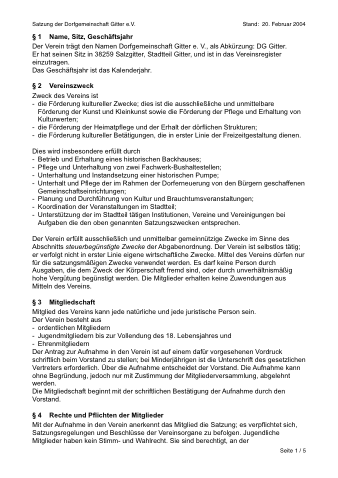 Satzung der Dorfgemeinschaft Gitter e.V. Stand: 20. Februar 2004
§ 1 Name, Sitz, Geschäftsjahr
Der Verein trägt den Namen Dorfgemeinschaft Gitter e. V., als Abkürzung: DG Gitter.
Er hat seinen Sitz in 38259 Salzgitter, Stadtteil Gitter, und ist in das Vereinsregister
einzutragen.
Das Geschäftsjahr ist das Kalenderjahr.
§ 2 Vereinszweck
Zweck des Vereins ist
- die Förderung kultureller Zwecke; dies ist die ausschließliche und unmittelbare
Förderung der Kunst und Kleinkunst sowie die Förderung der Pflege und Erhaltung von
Kulturwerten;
- die Förderung der Heimatpflege und der Erhalt der dörflichen Strukturen;
- die Förderung kultureller Betätigungen, die in erster Linie der Freizeitgestaltung dienen.
Dies wird insbesondere erfüllt durch
- Betrieb und Erhaltung eines historischen Backhauses;
- Pflege und Unterhaltung von zwei Fachwerk-Bushaltestellen;
- Unterhaltung und Instandsetzung einer historischen Pumpe;
- Unterhalt und Pflege der im Rahmen der Dorferneuerung von den Bürgern geschaffenen
Gemeinschaftseinrichtungen;
- Planung und Durchführung von Kultur und Brauchtumsveranstaltungen;
- Koordination der Veranstaltungen im Stadtteil;
- Unterstützung der im Stadtteil tätigen Institutionen, Vereine und Vereinigungen bei
Aufgaben die den oben genannten Satzungszwecken entsprechen.
Der Verein erfüllt ausschließlich und unmittelbar gemeinnützige Zwecke im Sinne des
Abschnitts steuerbegünstigte Zwecke der Abgabenordnung. Der Verein ist selbstlos tätig;
er verfolgt nicht in erster Linie eigene wirtschaftliche Zwecke. Mittel des Vereins dürfen nur
für die satzungsmäßigen Zwecke verwendet werden. Es darf keine Person durch
Ausgaben, die dem Zweck der Körperschaft fremd sind, oder durch unverhältnismäßig
hohe Vergütung begünstigt werden. Die Mitglieder erhalten keine Zuwendungen aus
Mitteln des Vereins.
§ 3 Mitgliedschaft
Mitglied des Vereins kann jede natürliche und jede juristische Person sein.
Der Verein besteht aus
- ordentlichen Mitgliedern
- Jugendmitgliedern bis zur Vollendung des 18. Lebensjahres und
- Ehrenmitgliedern
Der Antrag zur Aufnahme in den Verein ist auf einem dafür vorgesehenen Vordruck
schriftlich beim Vorstand zu stellen; bei Minderjährigen ist die Unterschrift des gesetzlichen
Vertreters erforderlich. Über die Aufnahme entscheidet der Vorstand. Die Aufnahme kann
ohne Begründung, jedoch nur mit Zustimmung der Mitgliederversammlung, abgelehnt
werden.
Die Mitgliedschaft beginnt mit der schriftlichen Bestätigung der Aufnahme durch den
Vorstand.
§ 4 Rechte und Pflichten der Mitglieder
Mit der Aufnahme in den Verein anerkennt das Mitglied die Satzung; es verpflichtet sich,
Satzungsregelungen und Beschlüsse der Vereinsorgane zu befolgen. Jugendliche
Mitglieder haben kein Stimm- und Wahlrecht. Sie sind berechtigt, an der
Seite 1 / 5